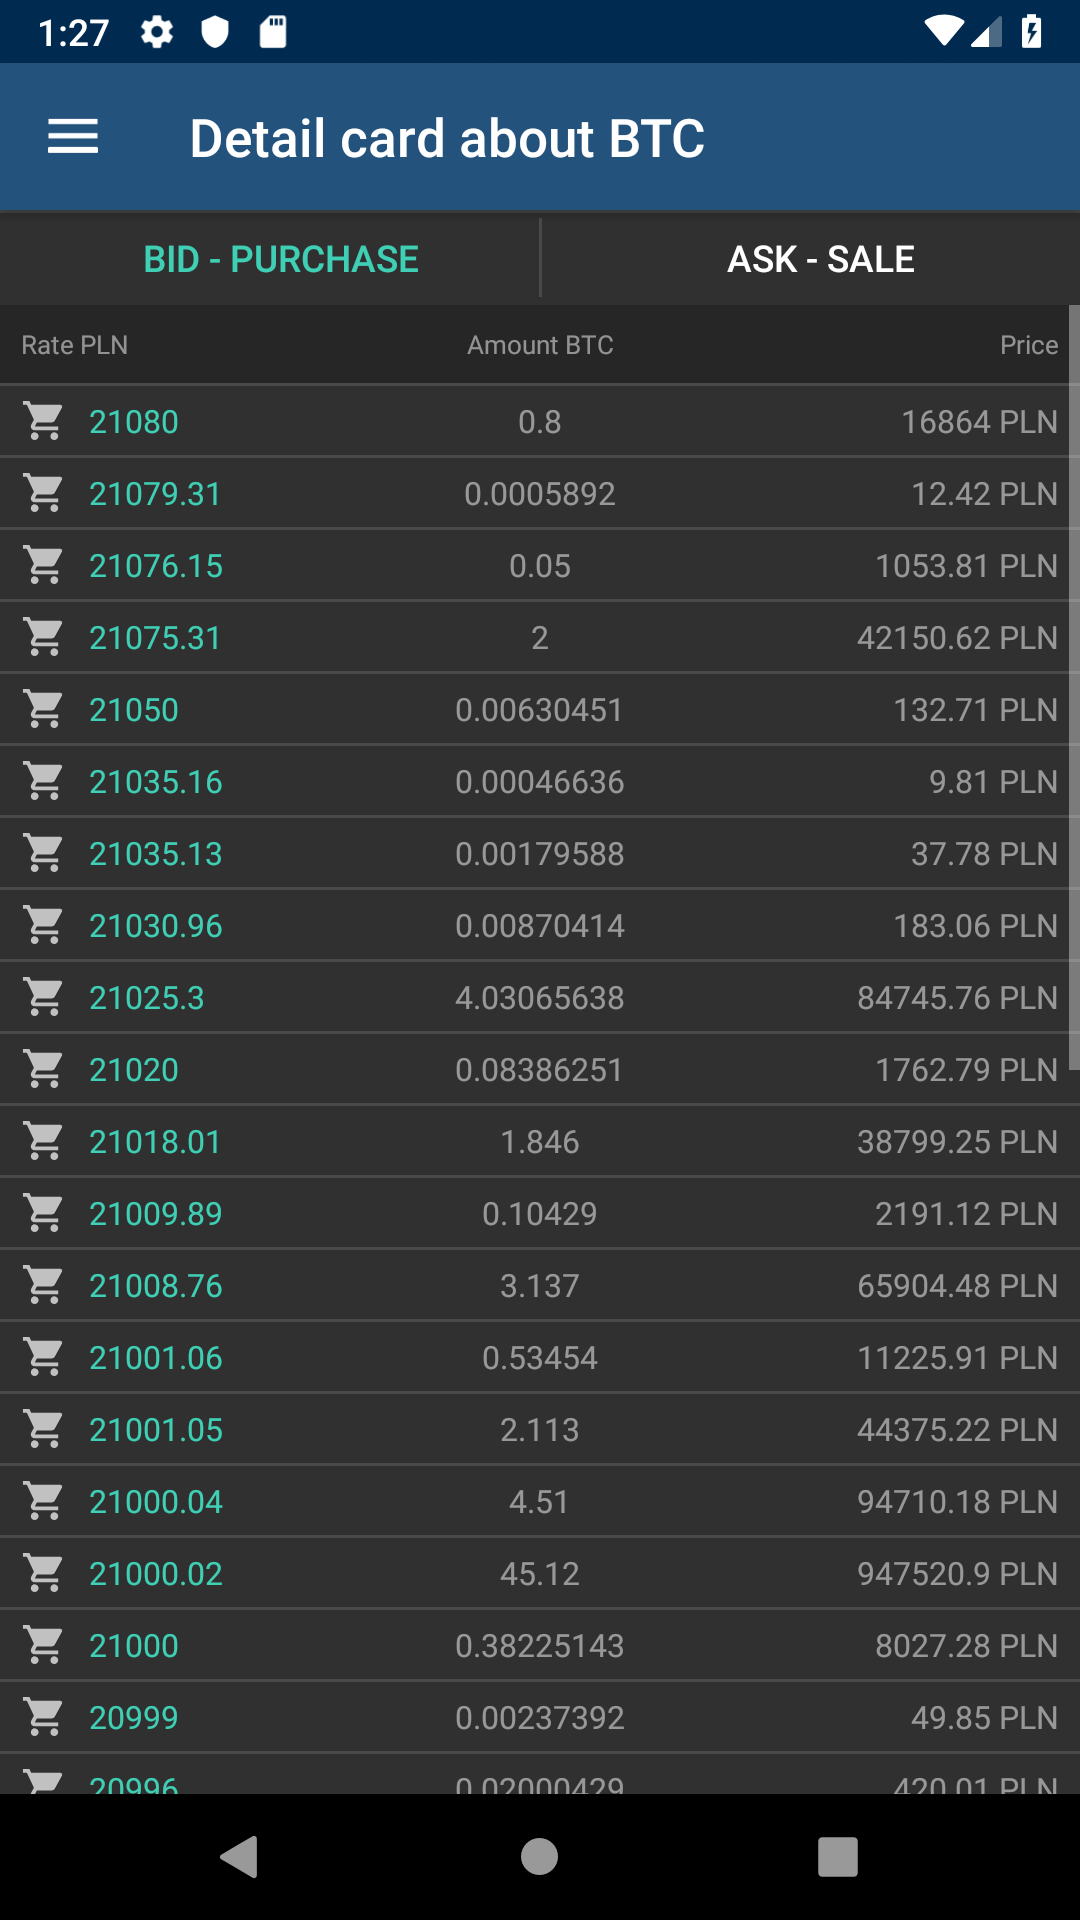 1:27
Detail card about BTC
BID - PURCHASE ASK - SALE
Rate PLN Amount BTC Price
21080 0.8 16864 PLN
21079.31 0.0005892 12.42 PLN
21076.15 0.05 1053.81 PLN
21075.31 2 42150.62 PLN
21050 0.00630451 132.71 PLN
21035.16 0.00046636 9.81 PLN
21035.13 0.00179588 37.78 PLN
21030.96 0.00870414 183.06 PLN
21025.3 4.03065638 84745.76 PLN
21020 0.08386251 1762.79 PLN
21018.01 1.846 38799.25 PLN
21009.89 0.10429 2191.12 PLN
21008.76 3.137 65904.48 PLN
21001.06 0.53454 11225.91 PLN
21001.05 2.113 44375.22 PLN
21000.04 4.51 94710.18 PLN
21000.02 45.12 947520.9 PLN
21000 0.38225143 8027.28 PLN
20999 0.00237392 49.85 PLN
20996 0.02000429 420.01 PLN